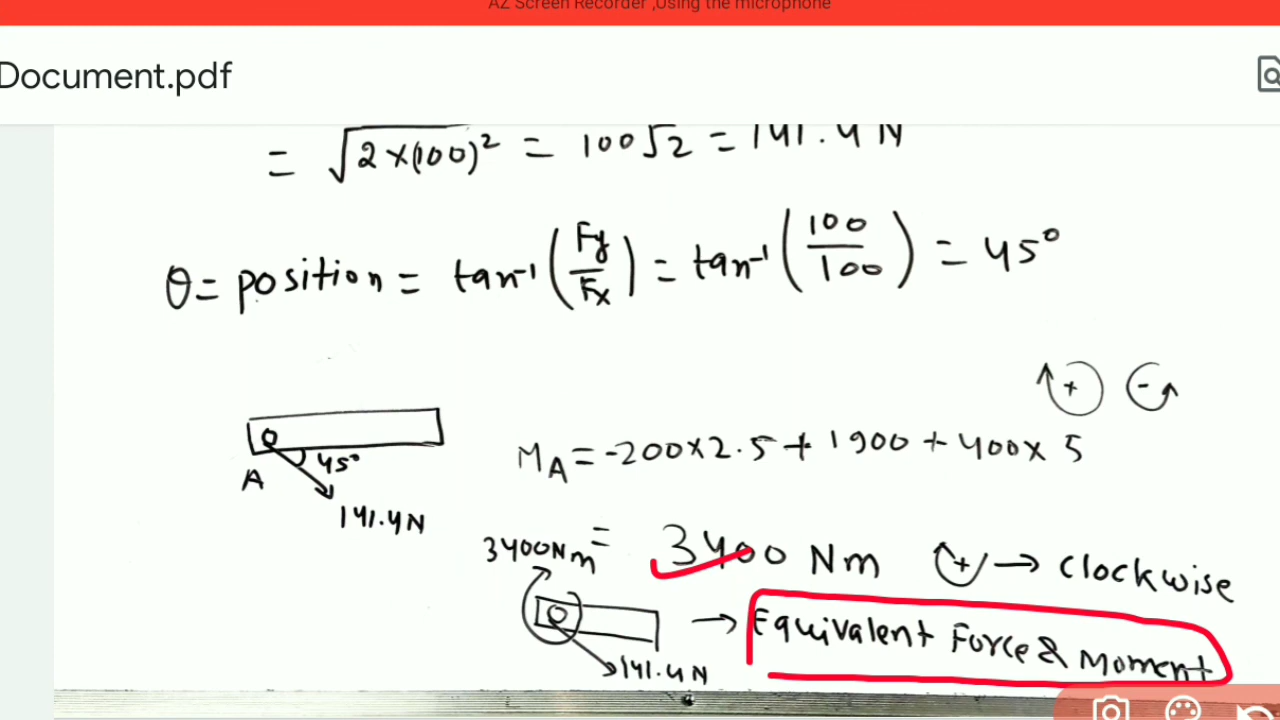 AZ Screen Recorder ,Using the microphone
Document.pdf
= √2×(100)² = 100√2 = 141.4 N
θ = position = tan⁻¹(Fy/Fx) = tan⁻¹(100/100) = 45°
+ -
45°
A
141.4N
MA = -200×2.5 + 1900 + 400× 5
= 3400 Nm + → clockwise
3400Nm
→ Equivalent Force & Moment
141.4N